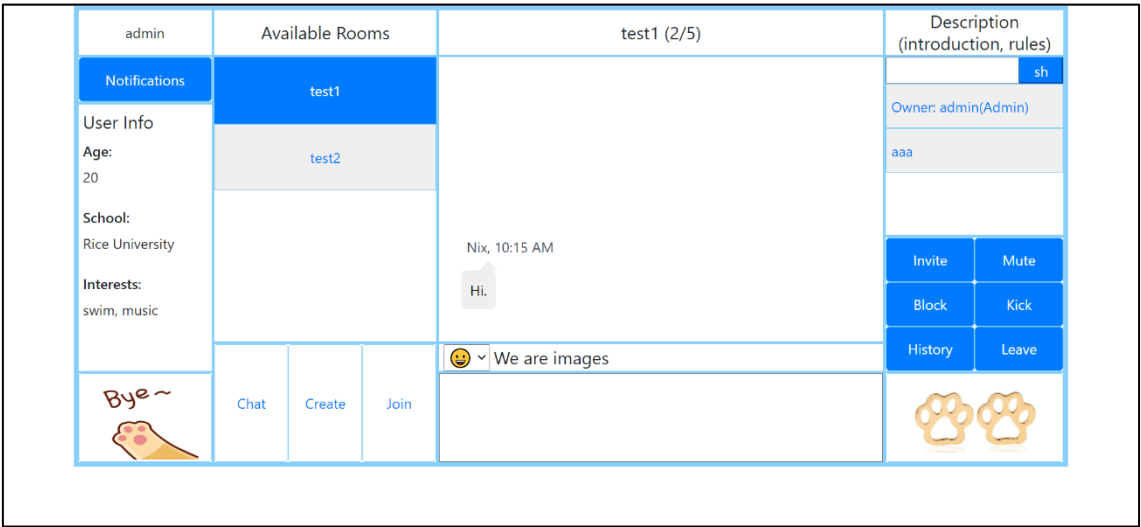 admin
Available Rooms
test1 (2/5)
Description
(introduction, rules)
Notifications
User Info
Age:
20
School:
Rice University
Interests:
swim, music
Bye~
test1
test2
Chat
Create
Join
Nix, 10:15 AM
Hi.
We are images
sh
Owner: admin(Admin)
aaa
Invite
Mute
Block
Kick
History
Leave